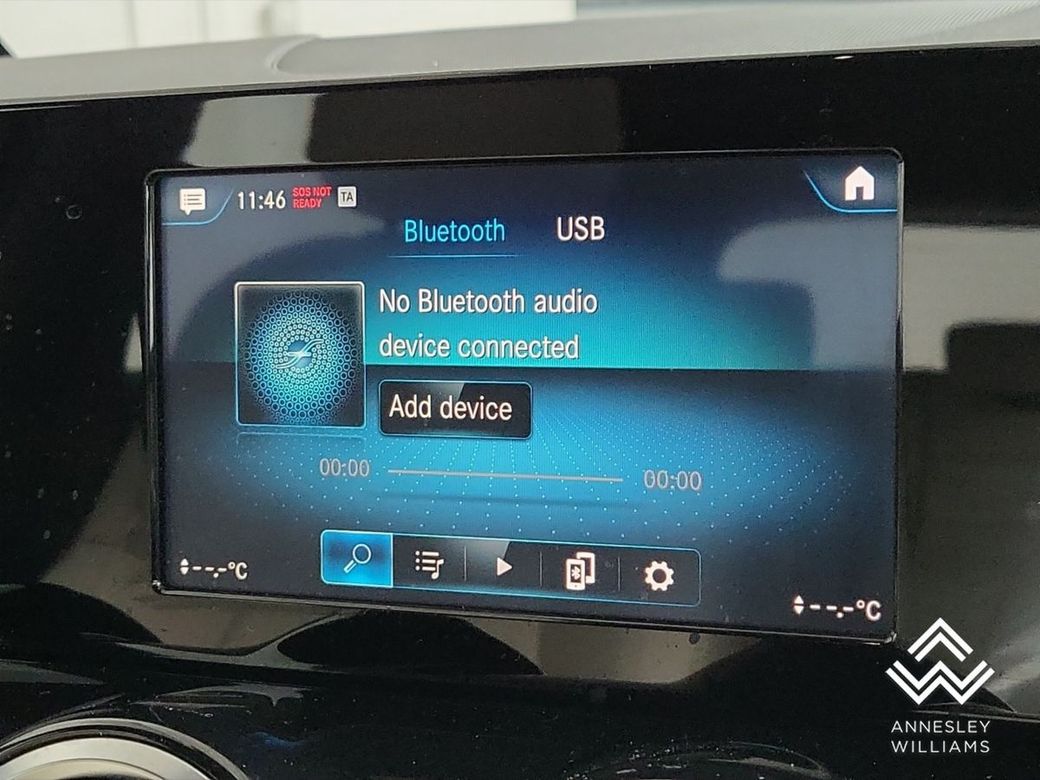 11:46 SOS NOT
READY TA
Bluetooth USB
No Bluetooth audio
device connected
Add device
00:00 00:00
--.-°C
--.-°C
ANNESLEY
WILLIAMS